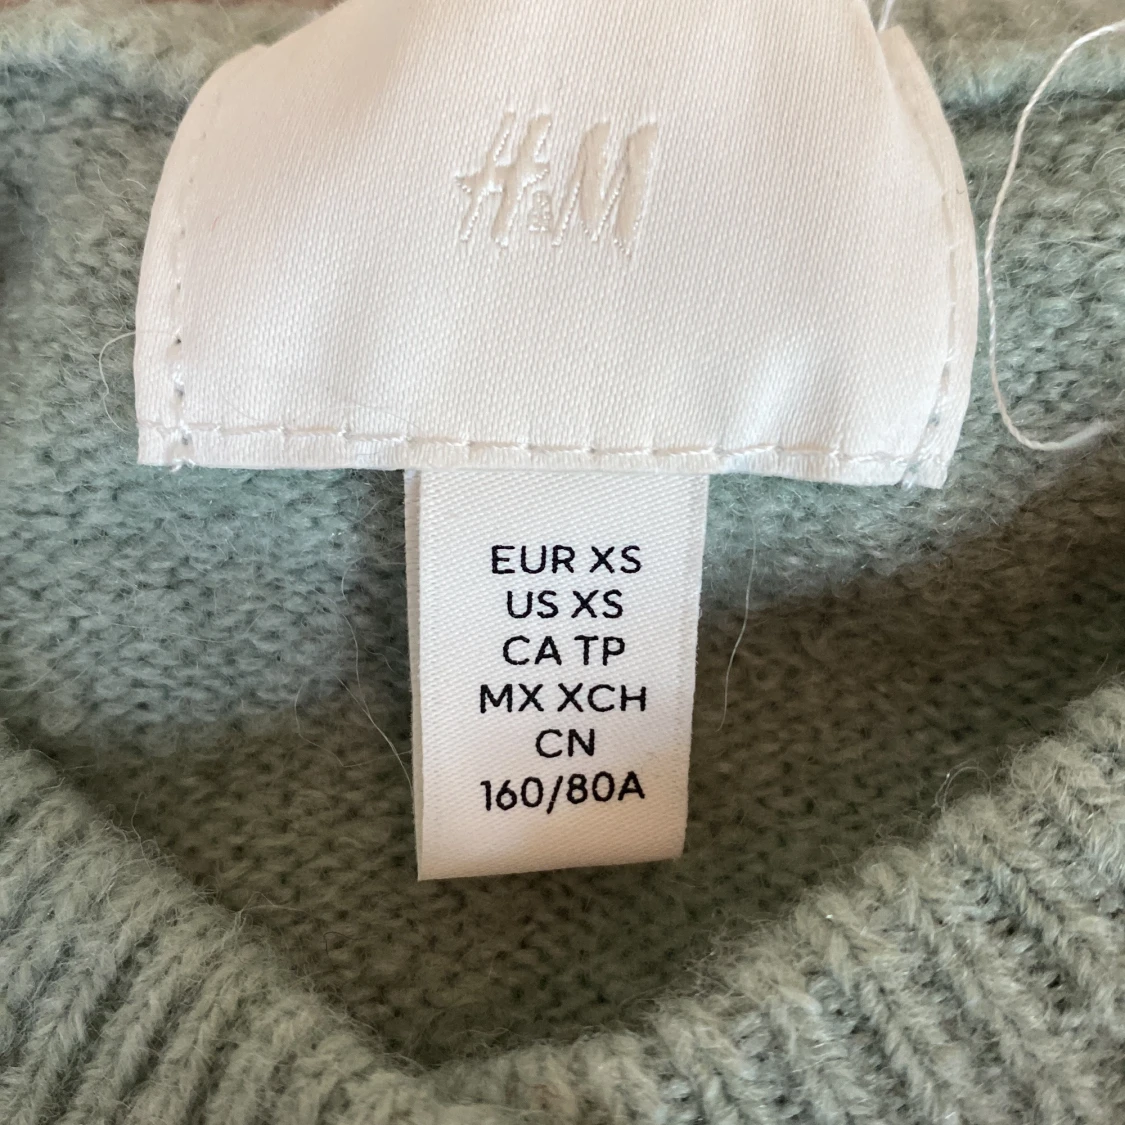 H&M
EUR XS
US XS
CA TP
MX XCH
CN
160/80A